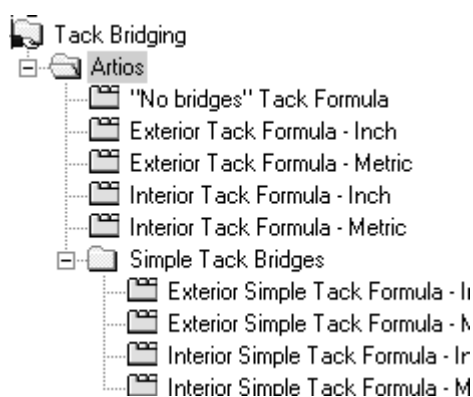 Tack Bridging
Artios
"No bridges" Tack Formula
Exterior Tack Formula - Inch
Exterior Tack Formula - Metric
Interior Tack Formula - Inch
Interior Tack Formula - Metric
Simple Tack Bridges
Exterior Simple Tack Formula - I
Exterior Simple Tack Formula - M
Interior Simple Tack Formula - In
Interior Simple Tack Formula - M